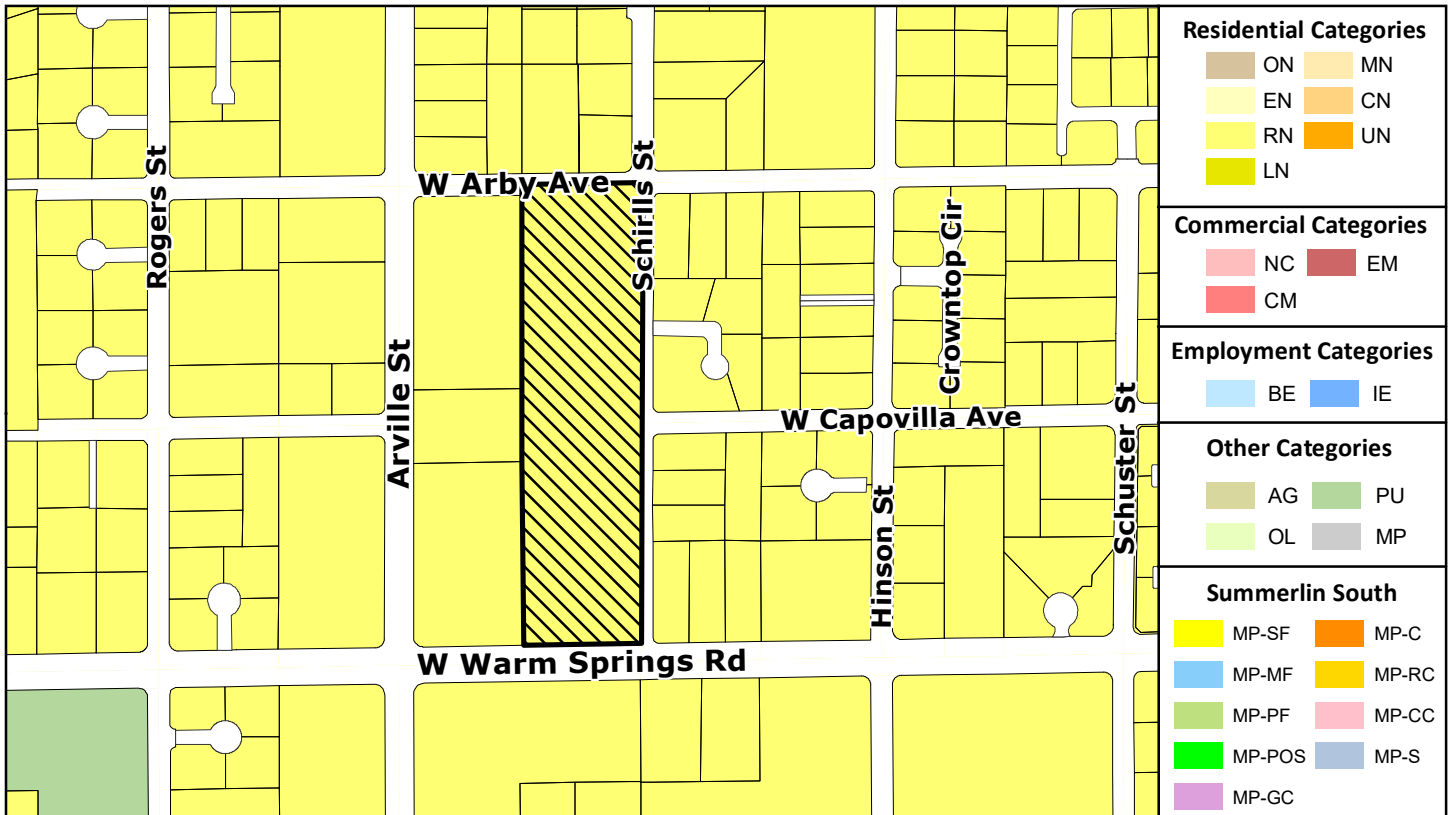 W Arby Ave
Rogers St
Schirlls St
Crowntop Cir
Arville St
W Capovilla Ave
Schuster St
Hinson St
W Warm Springs Rd
Residential Categories
ON MN
EN CN
RN UN
LN
Commercial Categories
NC EM
CM
Employment Categories
BE IE
Other Categories
AG PU
OL MP
Summerlin South
MP-SF MP-C
MP-MF MP-RC
MP-PF MP-CC
MP-POS MP-S
MP-GC